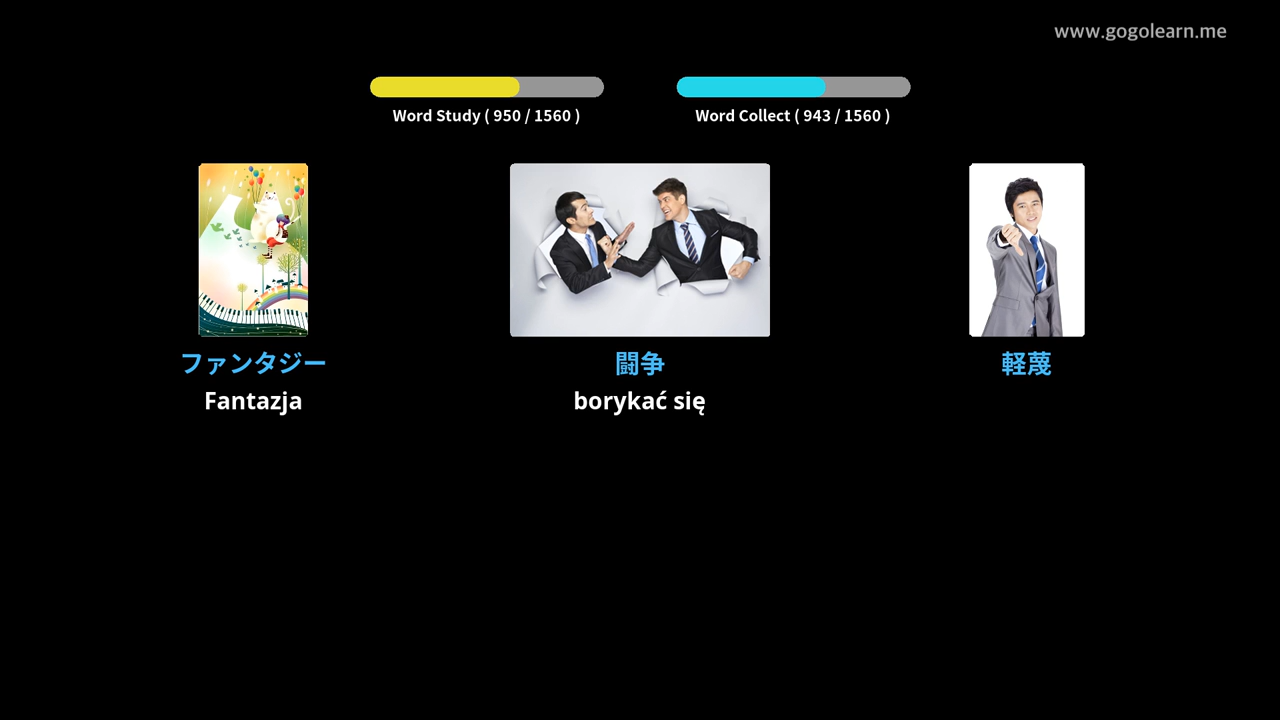 www.gogolearn.me
Word Study ( 950 / 1560 )
Word Collect ( 943 / 1560 )
ファンタジー
Fantazja
闘争
borykać się
軽蔑